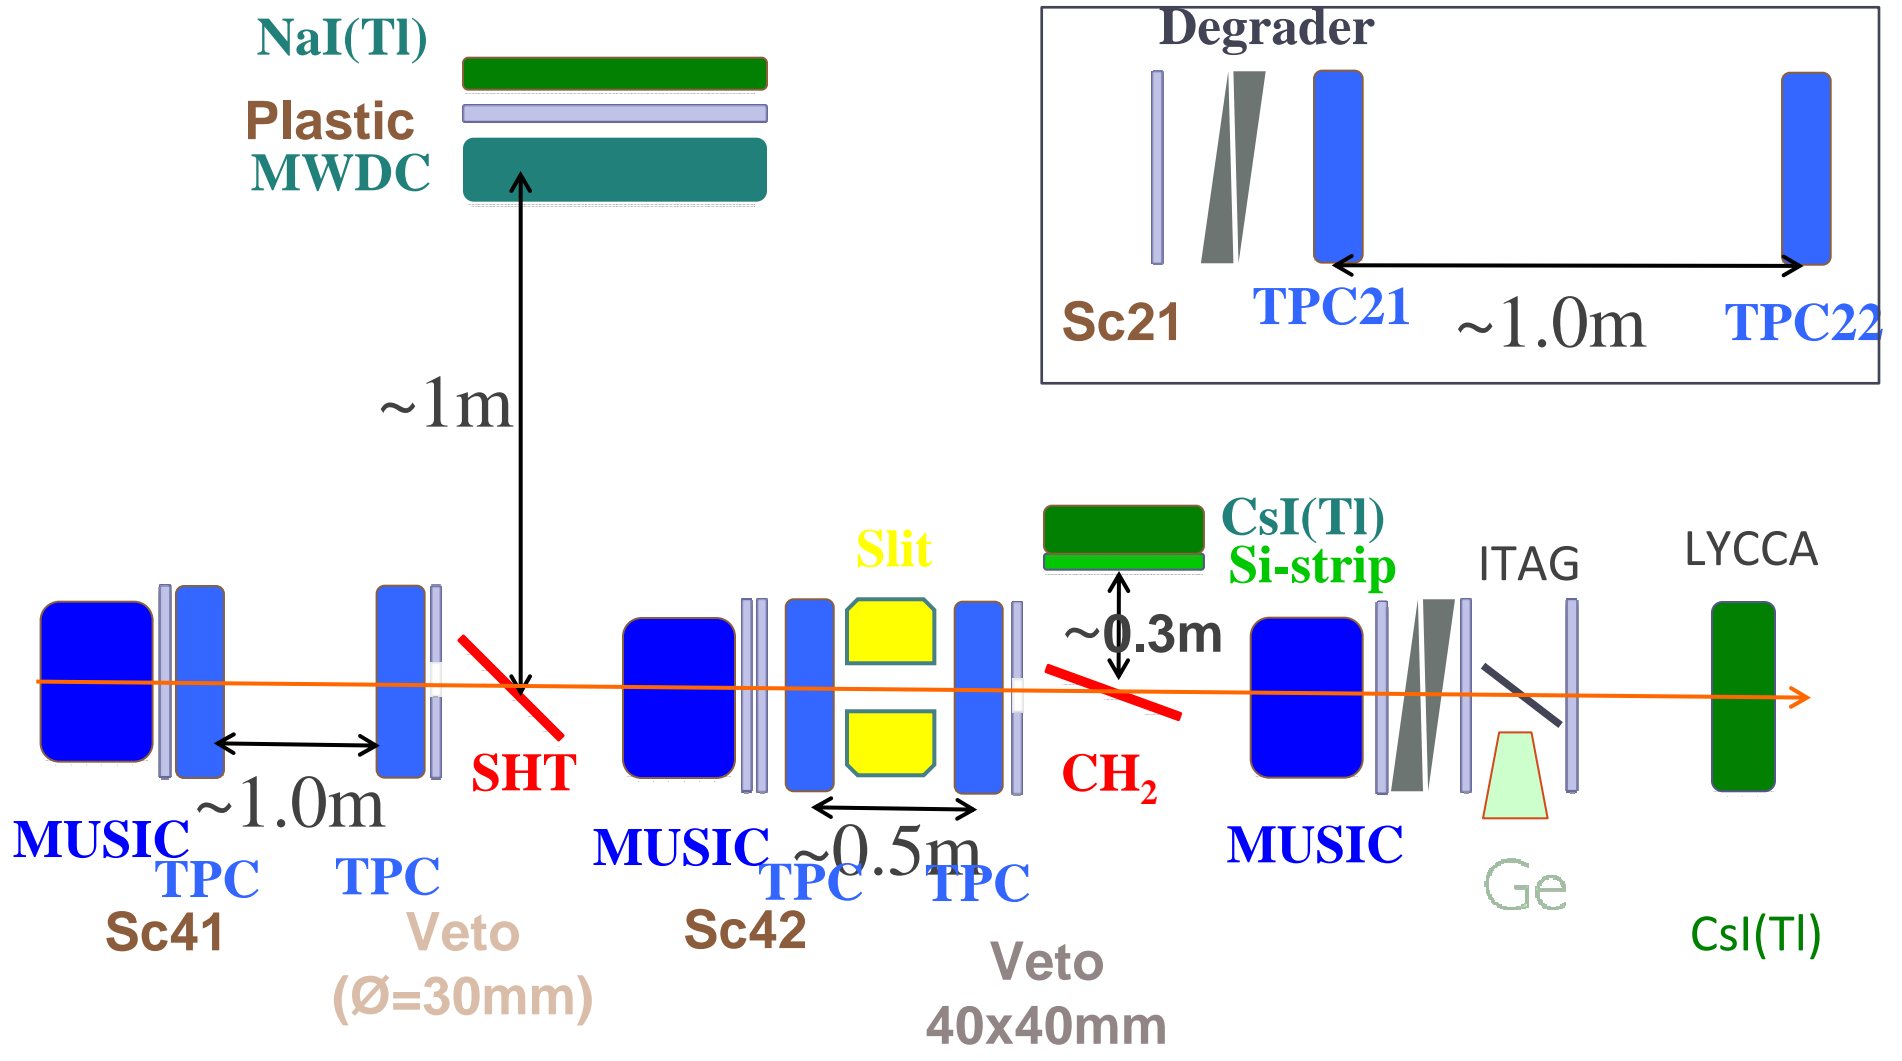 NaI(Tl)
Plastic
MWDC
~1m
Degrader
Sc21
TPC21
~1.0m
TPC22
Slit
CsI(Tl)
Si-strip
~0.3m
ITAG
LYCCA
SHT
CH₂
~1.0m
MUSIC
TPC
TPC
Sc41
Veto
(Ø=30mm)
MUSIC
~0.5m
TPC
TPC
Sc42
Veto
40x40mm
MUSIC
Ge
CsI(Tl)